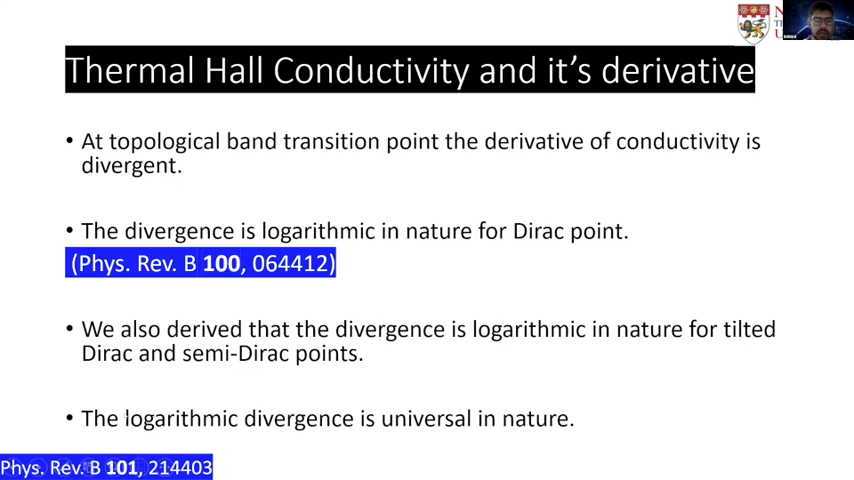 Thermal Hall Conductivity and it's derivative
• At topological band transition point the derivative of conductivity is
divergent.
• The divergence is logarithmic in nature for Dirac point.
(Phys. Rev. B 100, 064412)
• We also derived that the divergence is logarithmic in nature for tilted
Dirac and semi-Dirac points.
• The logarithmic divergence is universal in nature.
Phys. Rev. B 101, 214403